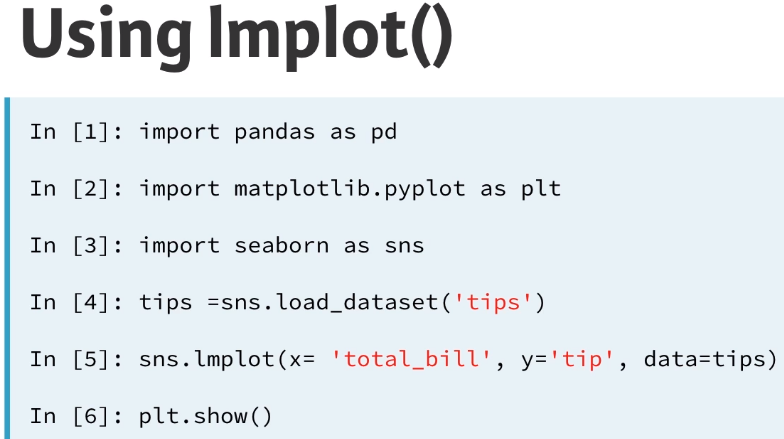 Using lmplot()
In [1]: import pandas as pd
In [2]: import matplotlib.pyplot as plt
In [3]: import seaborn as sns
In [4]: tips =sns.load_dataset('tips')
In [5]: sns.lmplot(x= 'total_bill', y='tip', data=tips)
In [6]: plt.show()